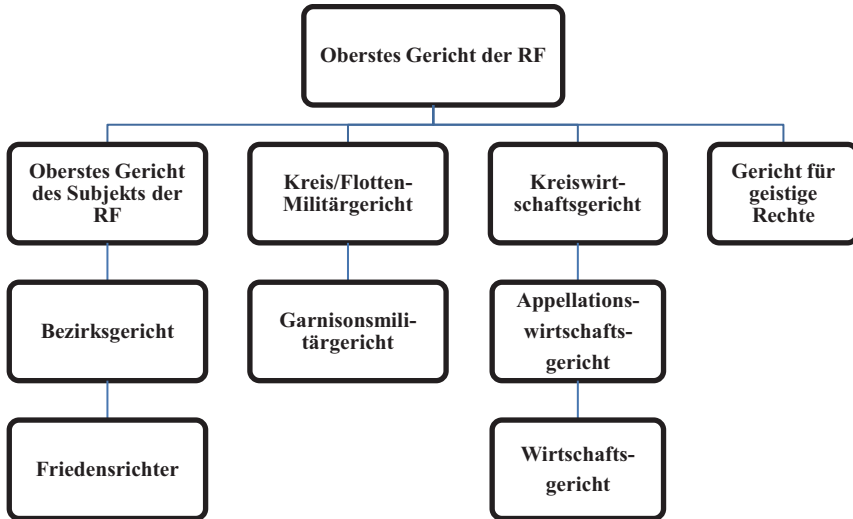 Oberstes Gericht der RF
Oberstes Gericht
des Subjekts der
RF
Kreis/Flotten-
Militärgericht
Kreiswirt-
schaftsgericht
Gericht für
geistige
Rechte
Bezirksgericht
Garnisonsmili-
tärgericht
Appellations-
wirtschafts-
gericht
Friedensrichter
Wirtschafts-
gericht